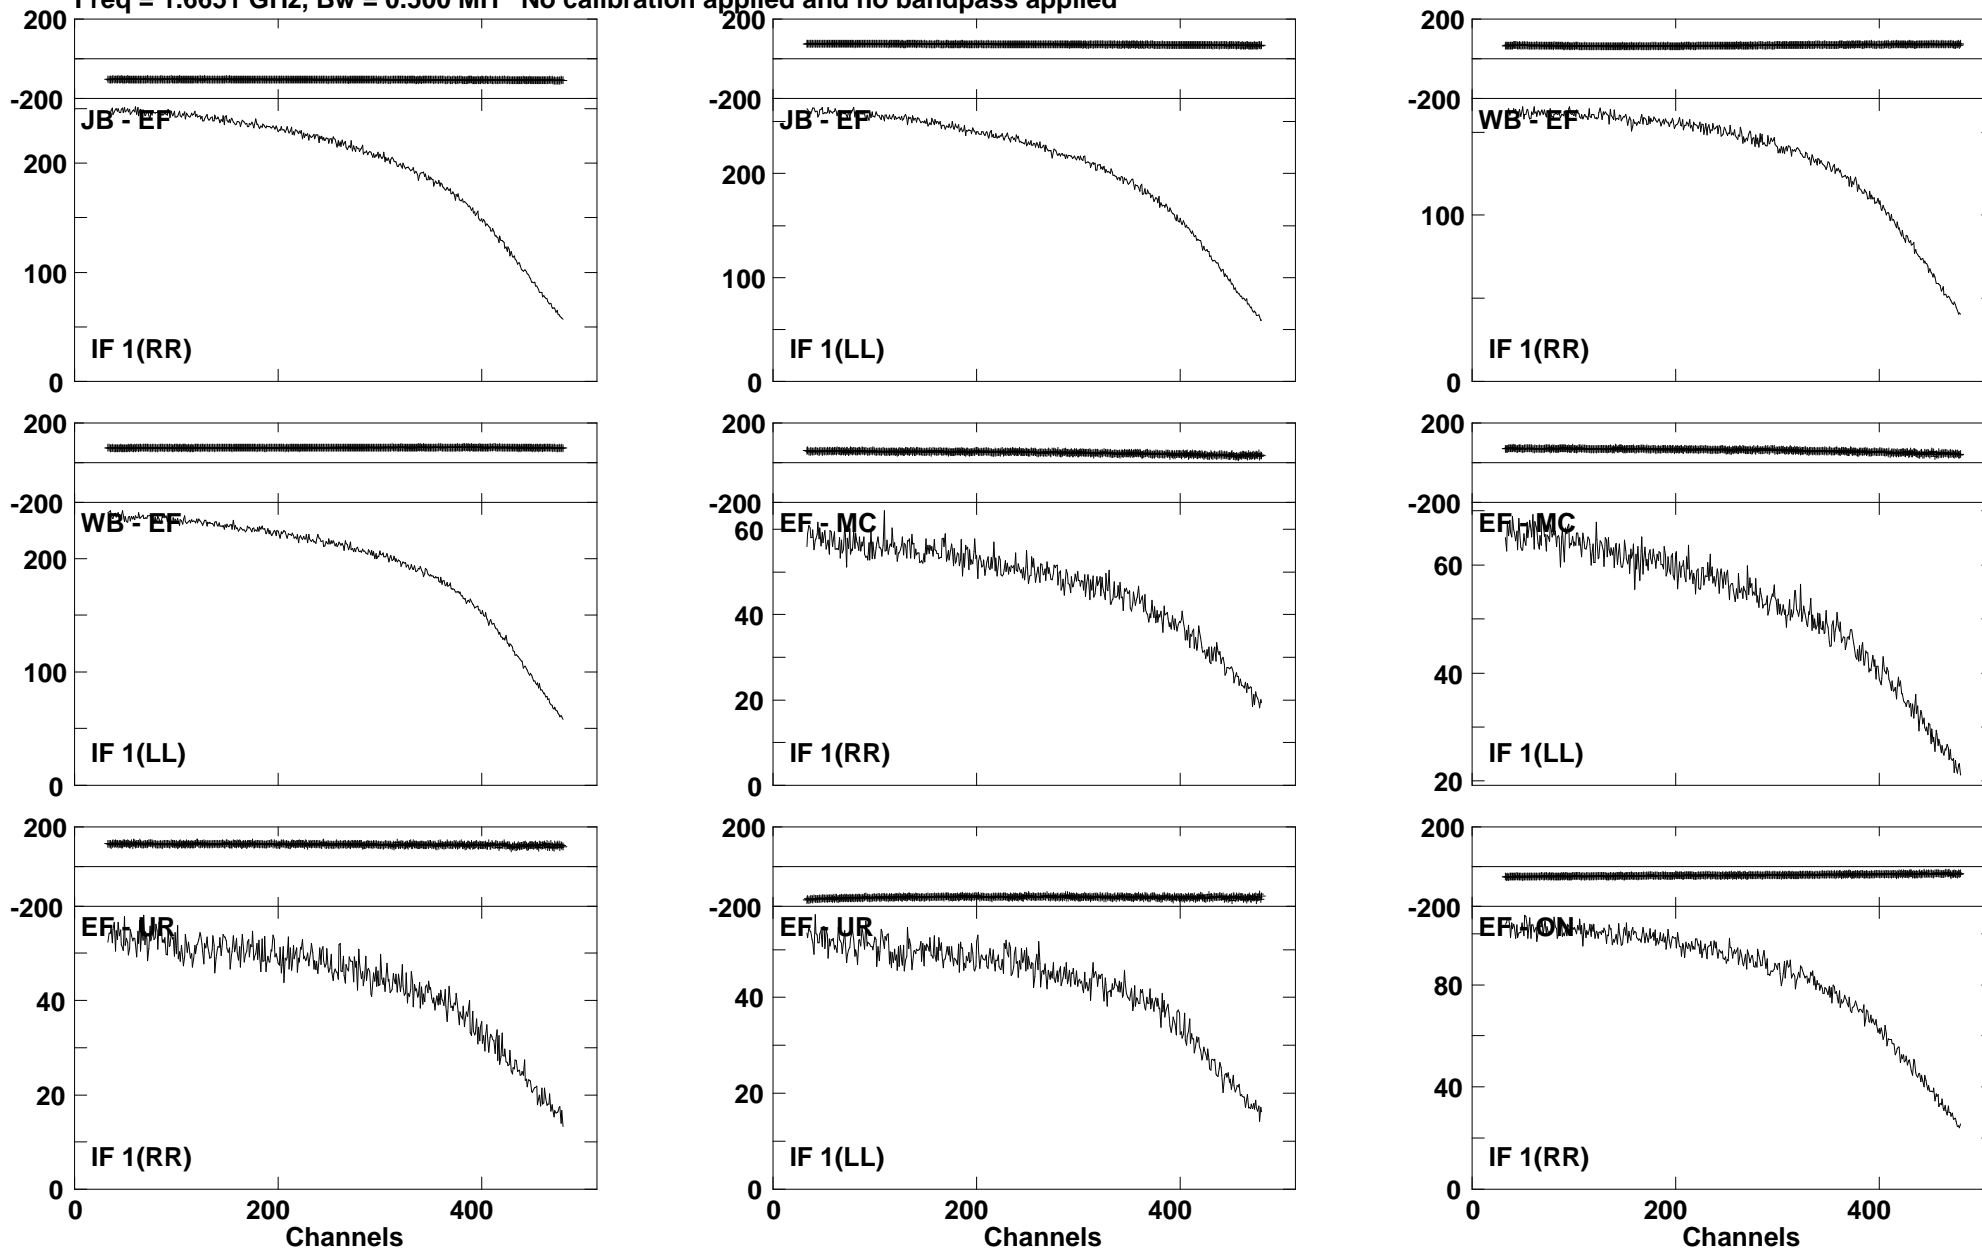 Freq = 1.6651 GHz, Bw = 0.500 MH No calibration applied and no bandpass applied
200 200 200
-200 -200 -200
JB - EF JB - EF WB - EF
200 200
100
100 100
IF 1(RR) IF 1(LL) IF 1(RR)
0 0 0
200 200 200
-200 -200 -200
WB - EF EF - MC EF - MC
60
200 60
40
100 40
20
IF 1(LL) IF 1(RR) IF 1(LL)
0 0 20
200 200 200
-200 -200 -200
EF - UR EF - UR EF - ON
40 40 80
20 20 40
IF 1(RR) IF 1(LL) IF 1(RR)
0 0 0
0 200 400 0 200 400 0 200 400
Channels Channels Channels